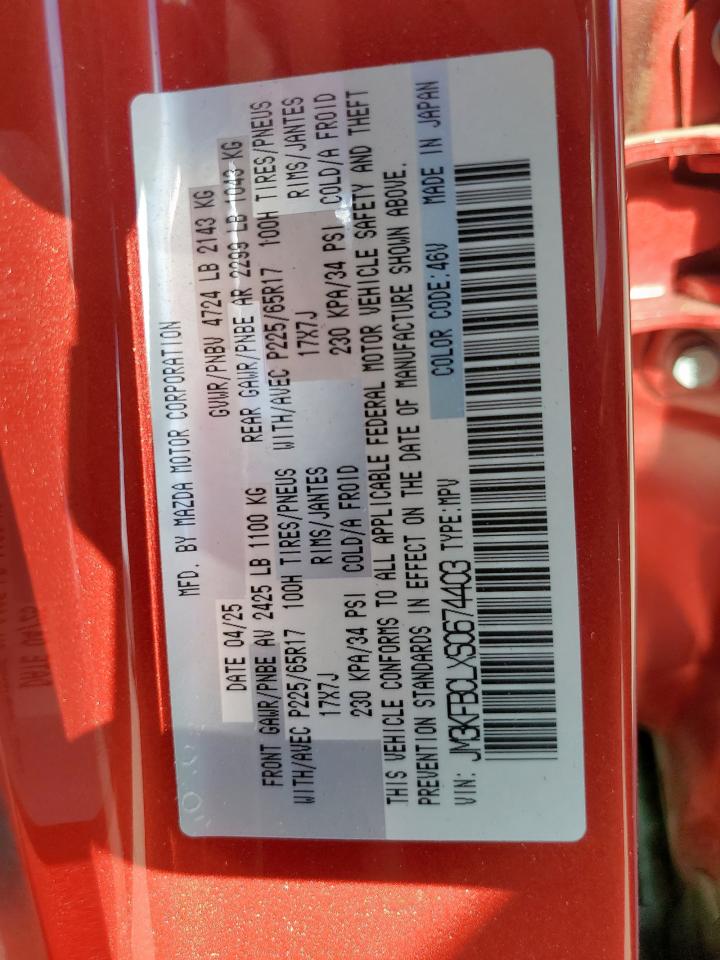 MFD. BY MAZDA MOTOR CORPORATION
DATE 04/25 GVWR/PNBV 4724 LB 2143 KG
FRONT GAWR/PNBE AV 2425 LB 1100 KG REAR GAWR/PNBE AR 2299 LB 1043 KG
WITH/AVEC P225/65R17 100H TIRES/PNEUS WITH/AVEC P225/65R17 100H TIRES/PNEUS
17X7J RIMS/JANTES 17X7J RIMS/JANTES
230 KPA/34 PSI COLD/A FROID 230 KPA/34 PSI COLD/A FROID
THIS VEHICLE CONFORMS TO ALL APPLICABLE FEDERAL MOTOR VEHICLE SAFETY AND THEFT
PREVENTION STANDARDS IN EFFECT ON THE DATE OF MANUFACTURE SHOWN ABOVE.
VIN: JM3KFBCLXS0674403 TYPE:MPV COLOR CODE:46V MADE IN JAPAN